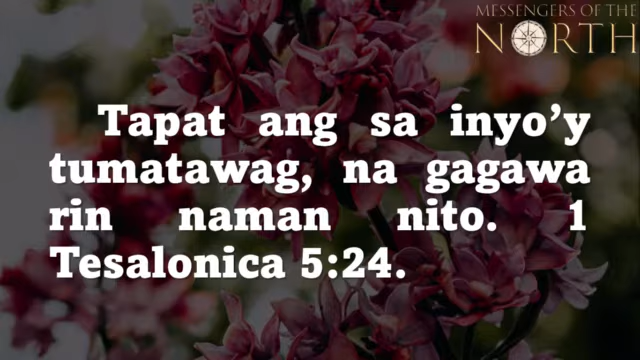 MESSENGERS OF THE
NORTH
Tapat ang sa inyo’y
tumatawag, na gagawa
rin naman nito. 1
Tesalonica 5:24.